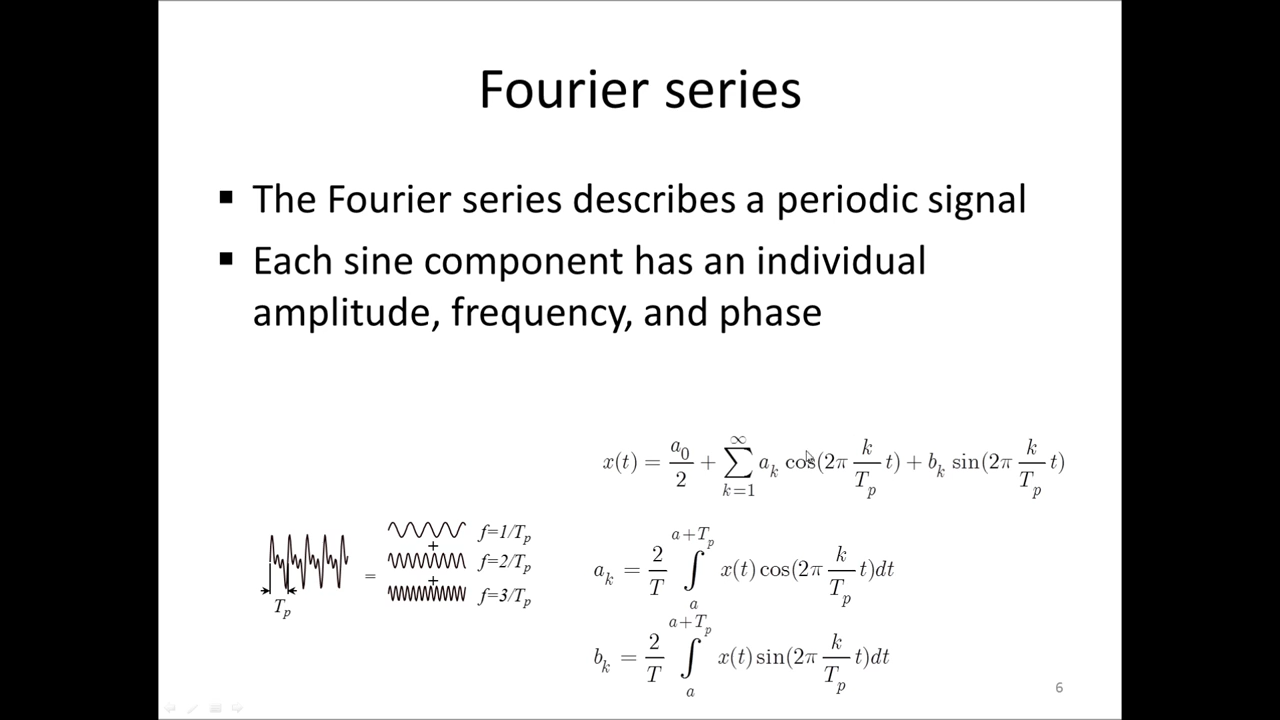 Fourier series
▪ The Fourier series describes a periodic signal
▪ Each sine component has an individual
amplitude, frequency, and phase
x(t) = a_0/2 + ∑_{k=1}^{∞} a_k cos(2π k/T_p t) + b_k sin(2π k/T_p t)
a_k = 2/T ∫_a^{a+T_p} x(t) cos(2π k/T_p t)dt
b_k = 2/T ∫_a^{a+T_p} x(t) sin(2π k/T_p t)dt
T_p
=
f=1/T_p
+
f=2/T_p
+
f=3/T_p
6